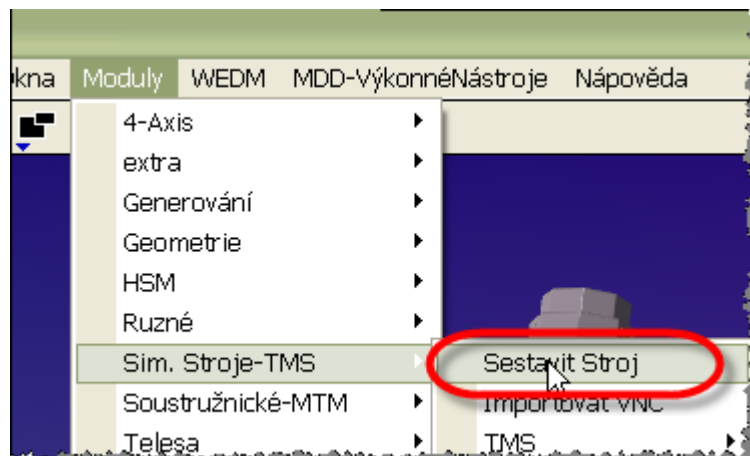 kna Moduly WEDM MDD-VýkonnéNástroje Nápověda
4-Axis
extra
Generování
Geometrie
HSM
Ruzné
Sim. Stroje-TMS
Sestavit Stroj
Soustružnické-MTM
Importovat VNC
Telesa
TMS